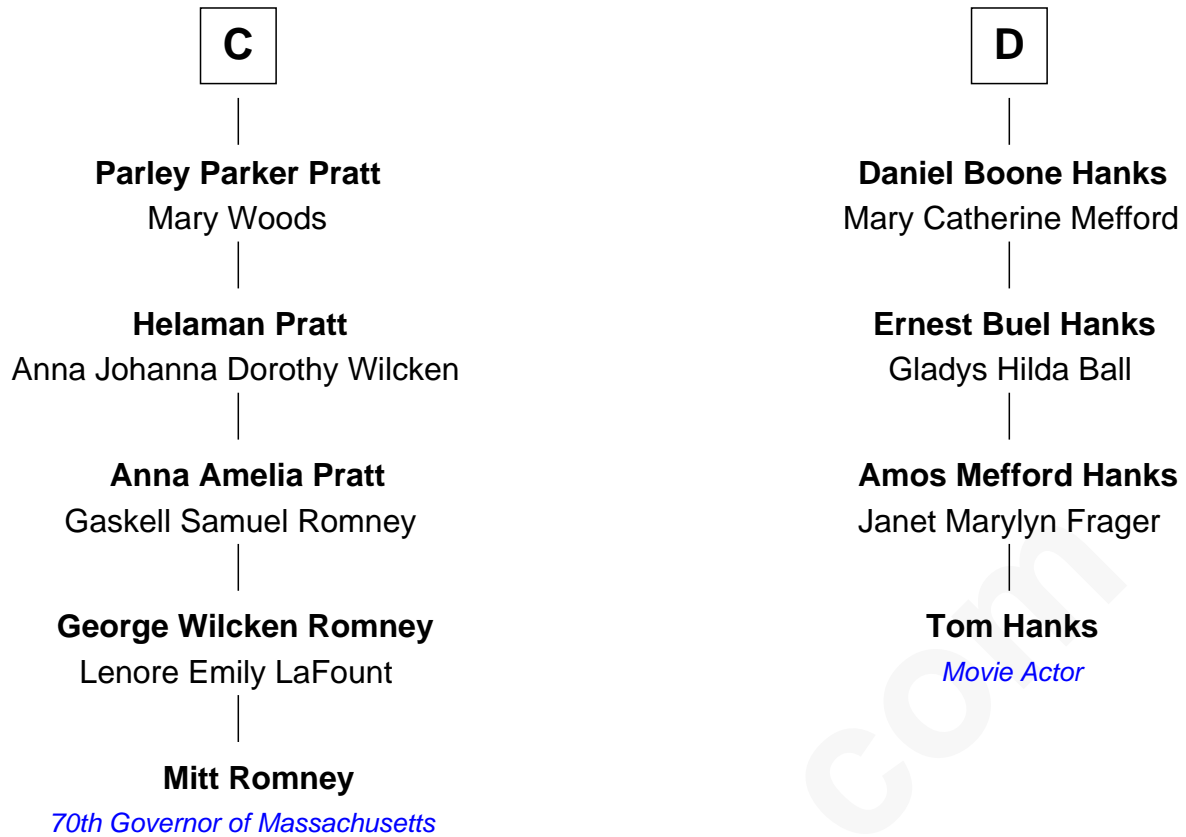 C
Parley Parker Pratt
Mary Woods
Helaman Pratt
Anna Johanna Dorothy Wilcken
Anna Amelia Pratt
Gaskell Samuel Romney
George Wilcken Romney
Lenore Emily LaFount
Mitt Romney
70th Governor of Massachusetts
D
Daniel Boone Hanks
Mary Catherine Mefford
Ernest Buel Hanks
Gladys Hilda Ball
Amos Mefford Hanks
Janet Marylyn Frager
Tom Hanks
Movie Actor
com